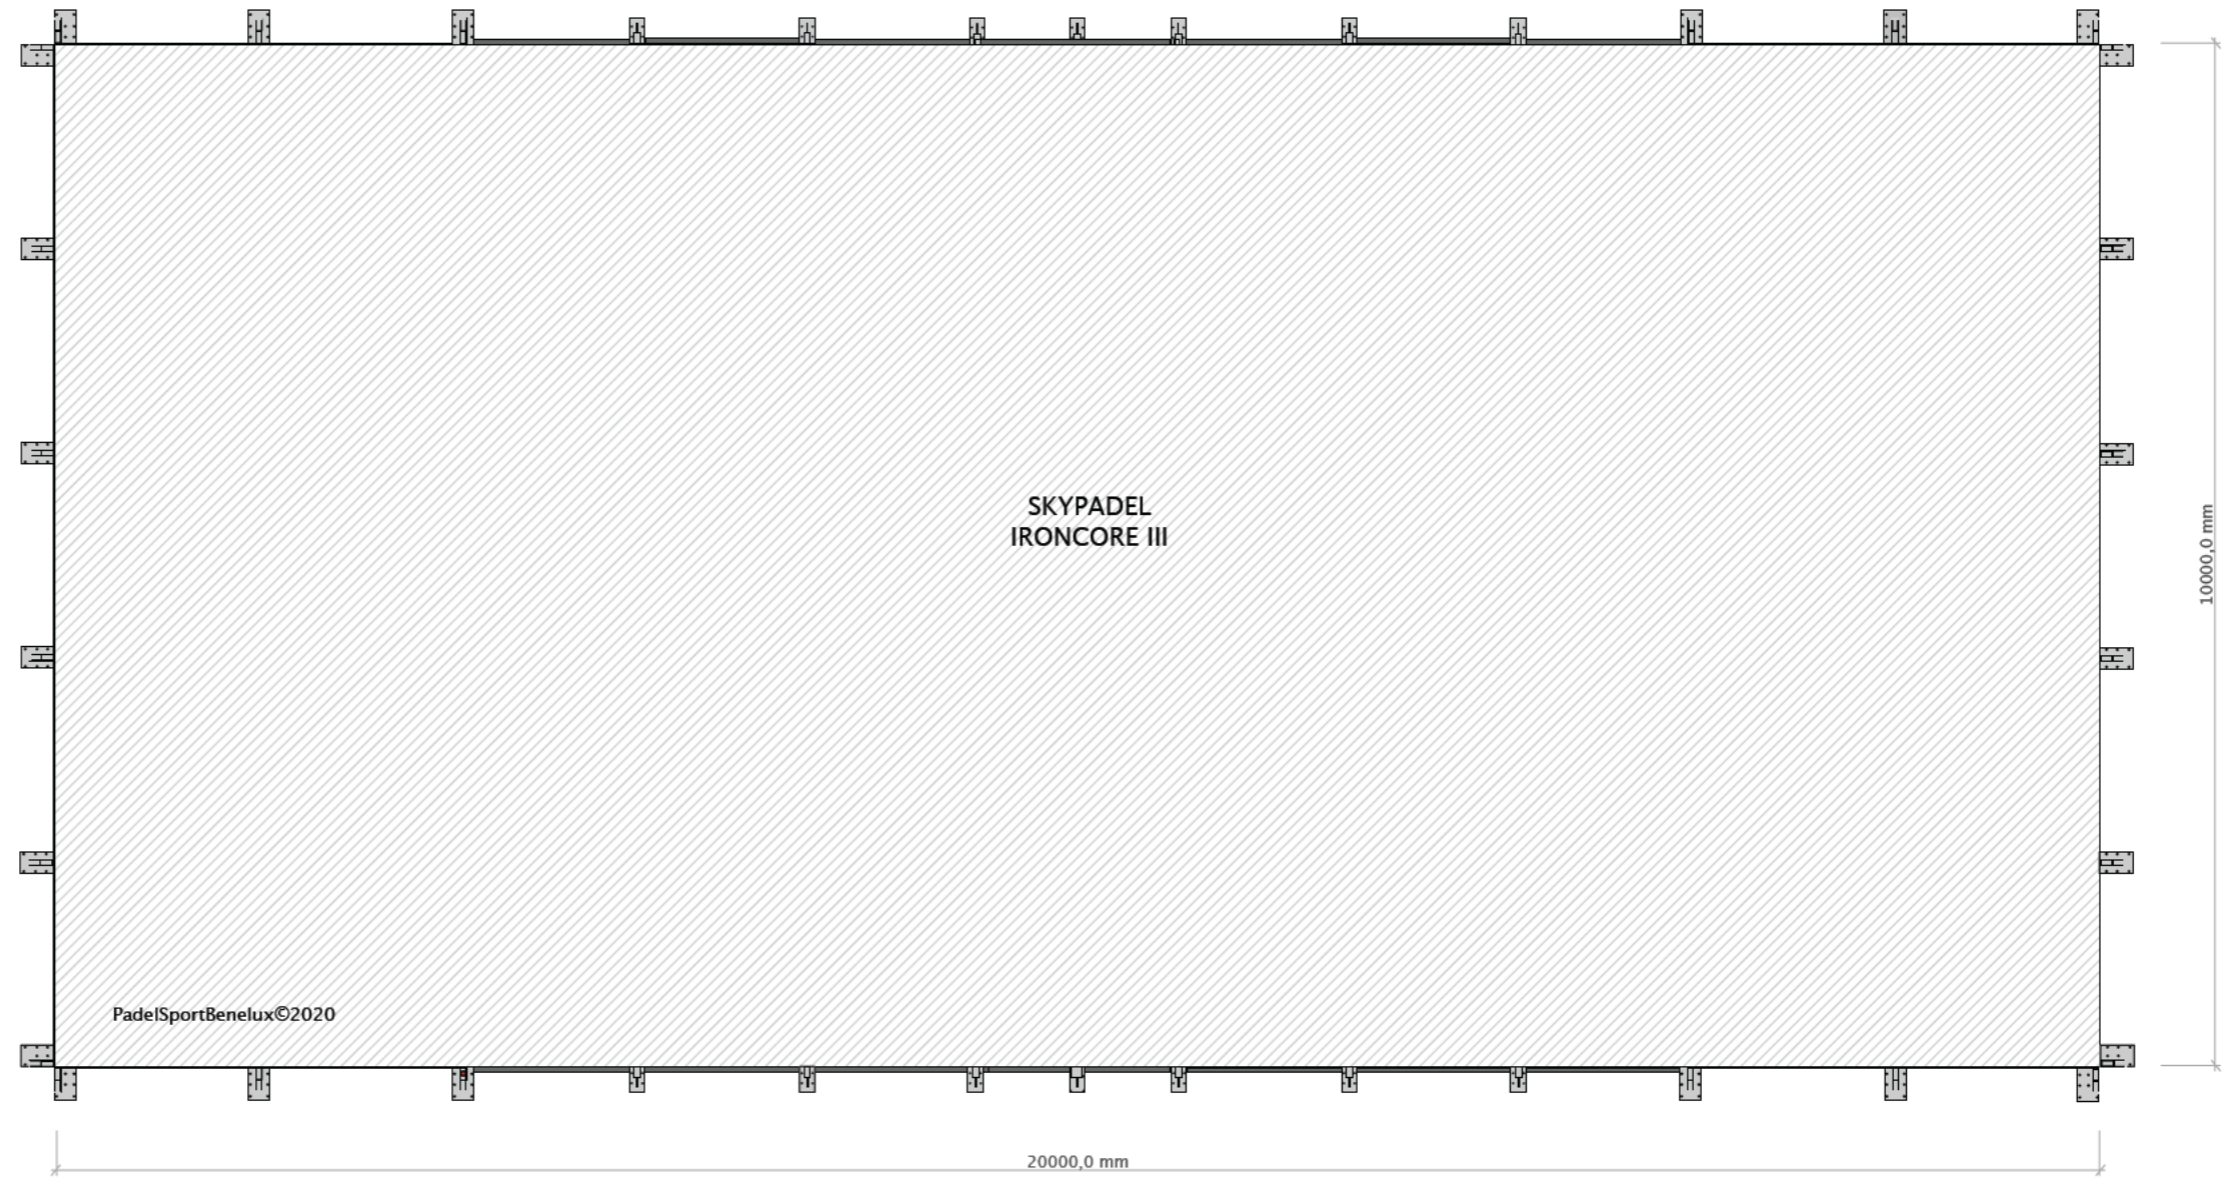 SKYPADEL
IRONCORE III
10000,0 mm
PadelSportBenelux©2020
20000,0 mm